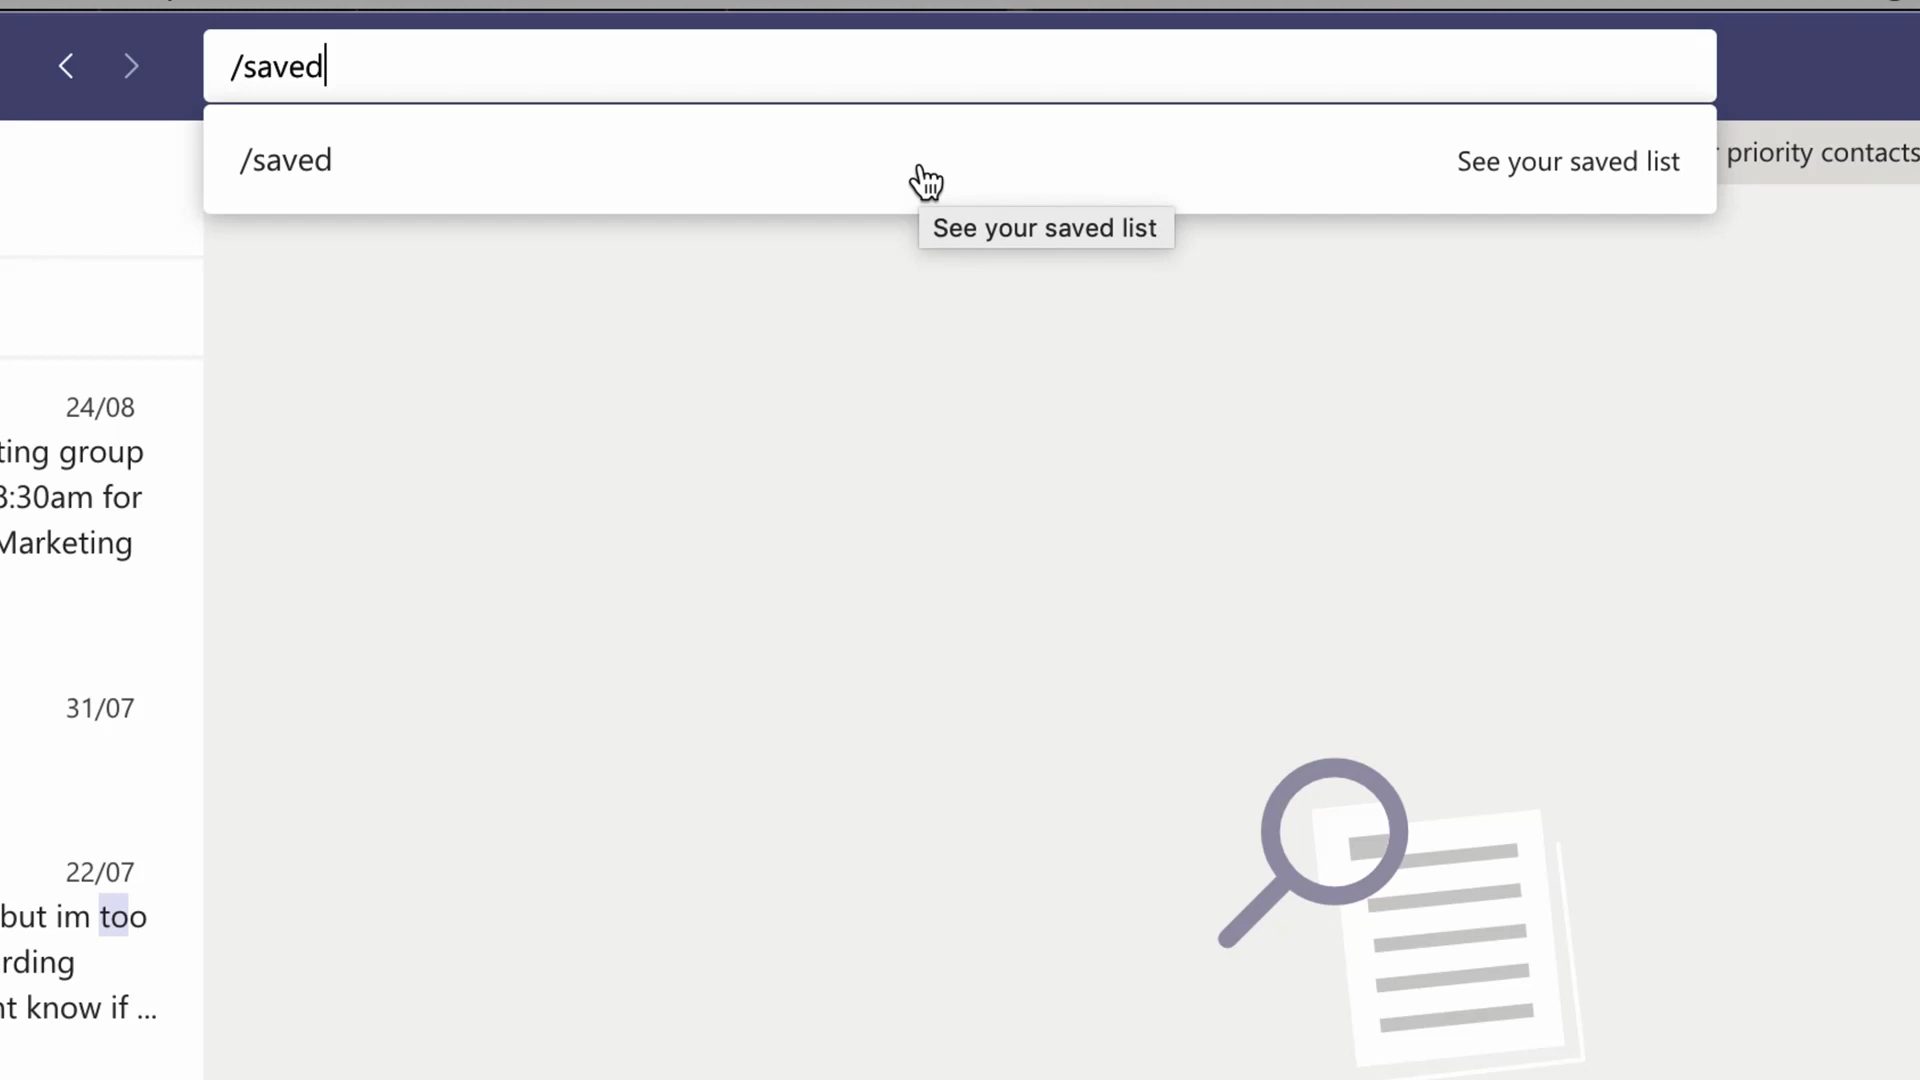 /saved
/saved
See your saved list
priority contacts
See your saved list
24/08
ting group
:30am for
Marketing
31/07
22/07
but im too
rding
nt know if ...